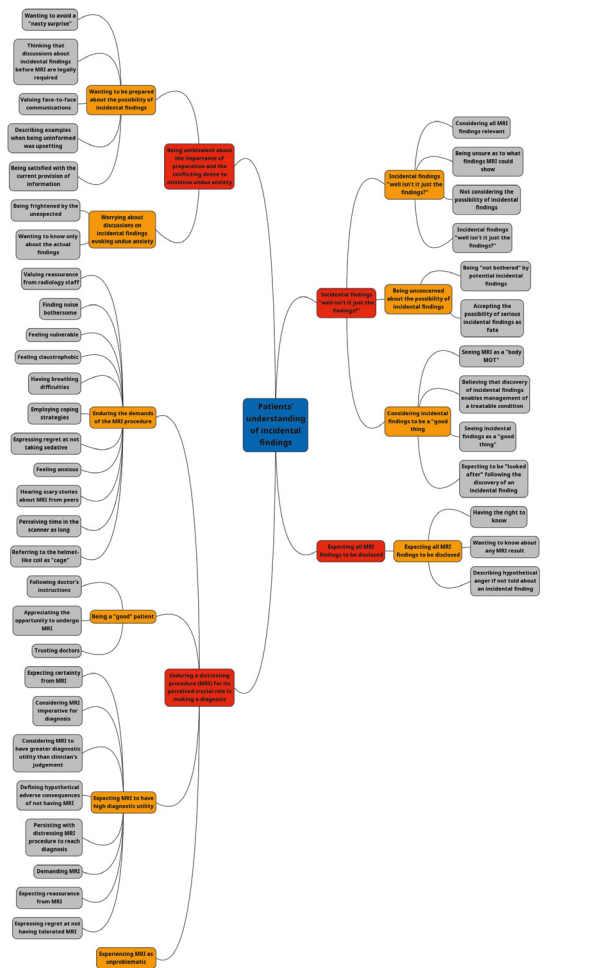 Wanting to avoid a
"nasty surprise"
Thinking that
discussions about
incidental findings
before MRI are legally
required
Valuing face-to-face
communications
Describing examples
when being uninformed
was upsetting
Being satisfied with the
current provision of
information
Wanting to be prepared
about the possibility of
incidental findings
Being frightened by the
unexpected
Wanting to know only
about the actual
findings
Worrying about
discussions on
incidental findings
evoking undue anxiety
Being ambivalent about
the importance of
preparation and the
conflicting desire to
minimise undue anxiety
Valuing reassurance
from radiology staff
Finding noise
bothersome
Feeling vulnerable
Feeling claustrophobic
Having breathing
difficulties
Employing coping
strategies
Expressing regret at not
taking sedative
Feeling anxious
Hearing scary stories
about MRI from peers
Perceiving time in the
scanner as long
Referring to the helmet-
like coil as "cage"
Enduring the demands
of the MRI procedure
Following doctor's
instructions
Appreciating the
opportunity to undergo
MRI
Trusting doctors
Being a "good" patient
Expecting certainty
from MRI
Considering MRI
imperative for
diagnosis
Considering MRI to
have greater diagnostic
utility than clinician's
judgement
Defining hypothetical
adverse consequences
of not having MRI
Persisting with
distressing MRI
procedure to reach
diagnosis
Demanding MRI
Expecting reassurance
from MRI
Expressing regret at not
having tolerated MRI
Expecting MRI to have
high diagnostic utility
Experiencing MRI as
unproblematic
Enduring a distressing
procedure (MRI) for its
perceived crucial role in
making a diagnosis
Patients'
understanding
of incidental
findings
Incidental findings
"well isn't it just the
findings?"
Incidental findings
"well isn't it just the
findings?"
Considering all MRI
findings relevant
Being unsure as to what
findings MRI could
show
Not considering the
possibility of incidental
findings
Incidental findings
"well isn't it just the
findings?"
Being unconcerned
about the possibility of
incidental findings
Being "not bothered" by
potential incidental
findings
Accepting the
possibility of serious
incidental findings as
fate
Considering incidental
findings to be a "good
thing
Seeing MRI as a "body
MOT"
Believing that discovery
of incidental findings
enables management of
a treatable condition
Seeing incidental
findings as a "good
thing"
Expecting to be "looked
after" following the
discovery of an
incidental finding
Expecting all MRI
findings to be disclosed
Expecting all MRI
findings to be disclosed
Having the right to
know
Wanting to know about
any MRI result
Describing hypothetical
anger if not told about
an incidental finding